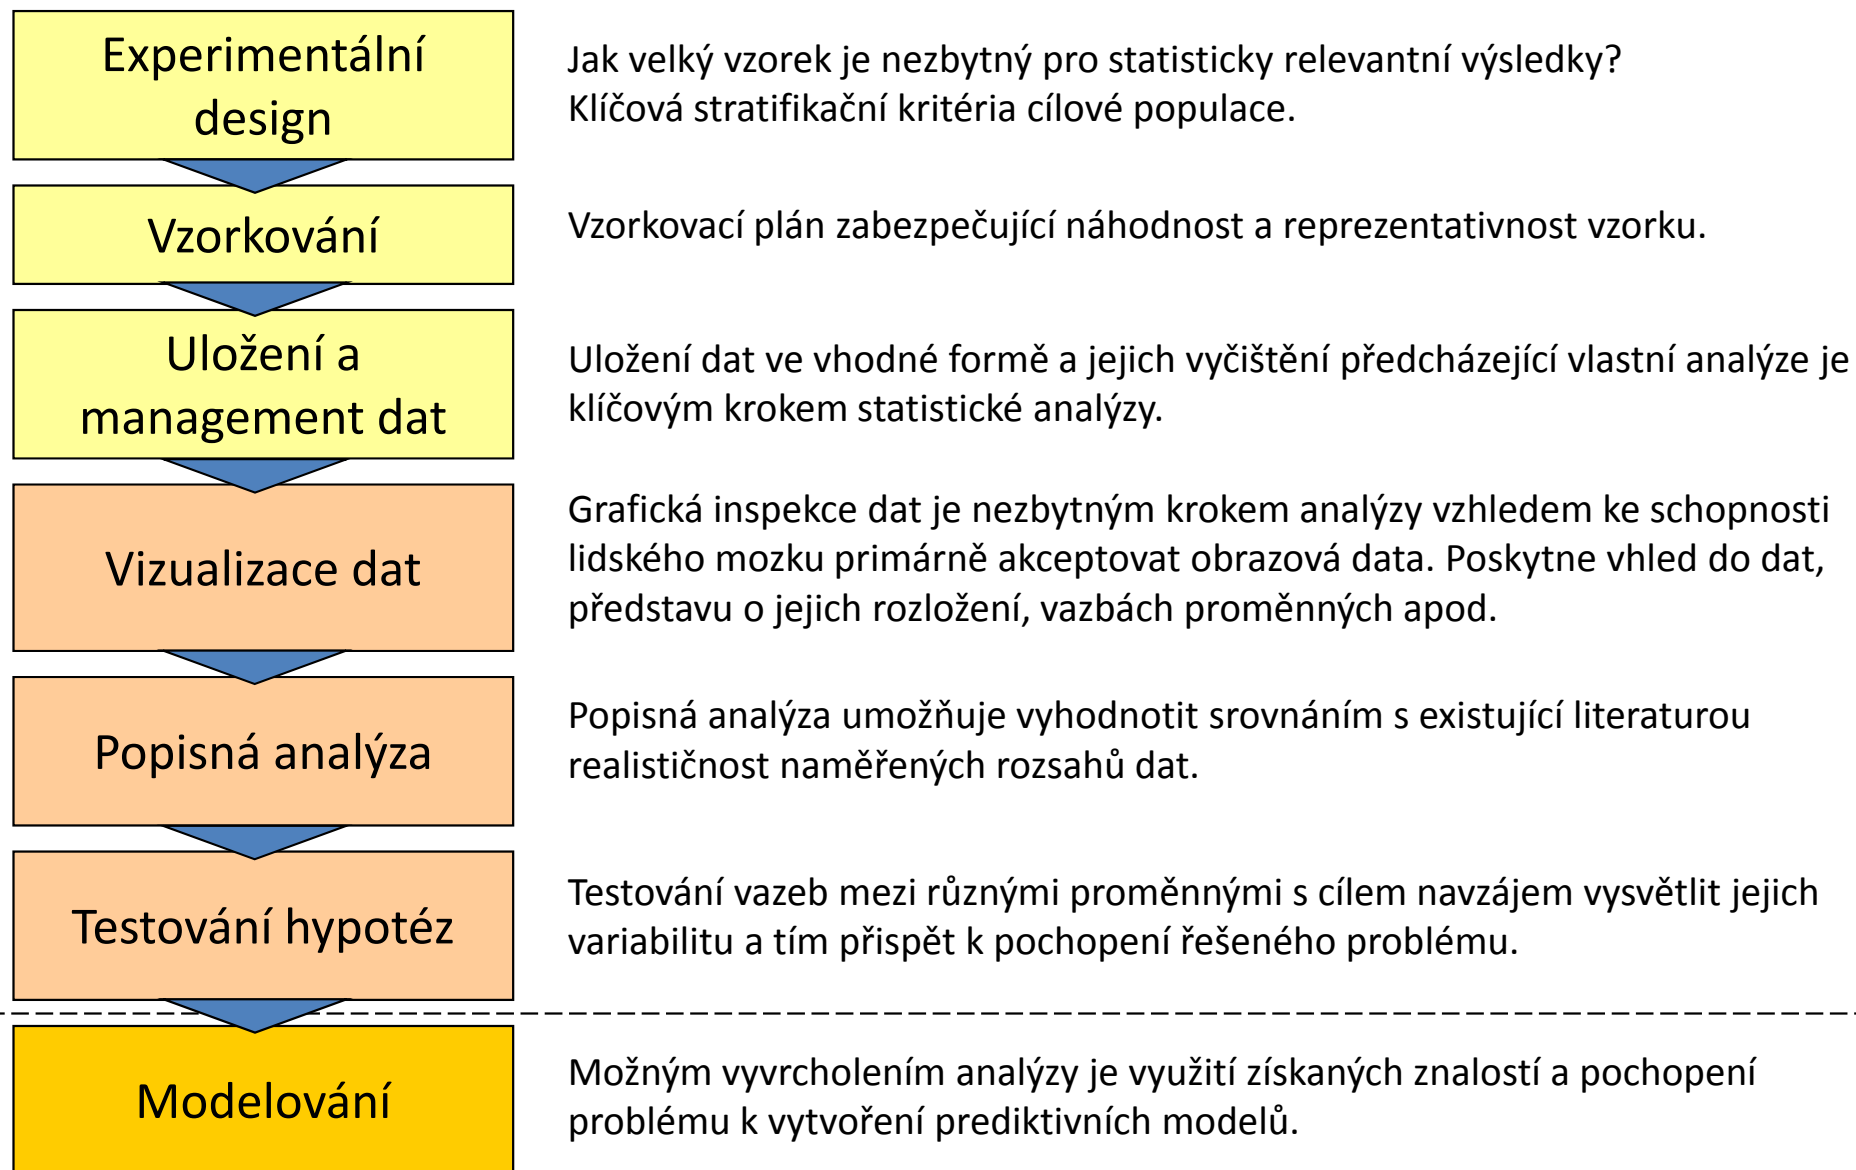 Experimentální
design
Jak velký vzorek je nezbytný pro statisticky relevantní výsledky?
Klíčová stratifikační kritéria cílové populace.
Vzorkování
Vzorkovací plán zabezpečující náhodnost a reprezentativnost vzorku.
Uložení a
management dat
Uložení dat ve vhodné formě a jejich vyčištění předcházející vlastní analýze je
klíčovým krokem statistické analýzy.
Vizualizace dat
Grafická inspekce dat je nezbytným krokem analýzy vzhledem ke schopnosti
lidského mozku primárně akceptovat obrazová data. Poskytne vhled do dat,
představu o jejich rozložení, vazbách proměnných apod.
Popisná analýza
Popisná analýza umožňuje vyhodnotit srovnáním s existující literaturou
realističnost naměřených rozsahů dat.
Testování hypotéz
Testování vazeb mezi různými proměnnými s cílem navzájem vysvětlit jejich
variabilitu a tím přispět k pochopení řešeného problému.
Modelování
Možným vyvrcholením analýzy je využití získaných znalostí a pochopení
problému k vytvoření prediktivních modelů.